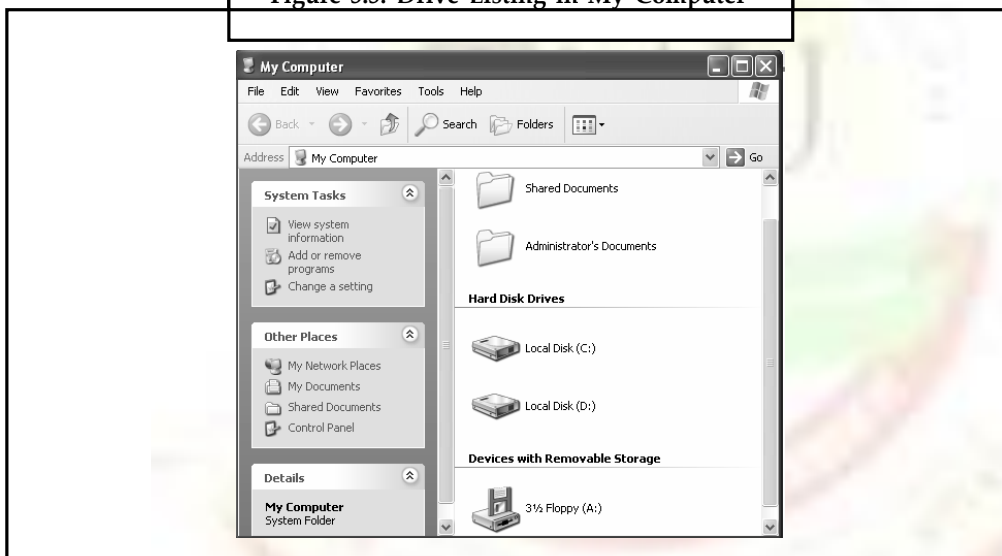 Figure 5.5: Drive Listing in My Computer
My Computer
File Edit View Favorites Tools Help
Back Search Folders
Address My Computer Go
System Tasks
View system
information
Add or remove
programs
Change a setting
Other Places
My Network Places
My Documents
Shared Documents
Control Panel
Details
My Computer
System Folder
Shared Documents
Administrator's Documents
Hard Disk Drives
Local Disk (C:)
Local Disk (D:)
Devices with Removable Storage
3½ Floppy (A:)